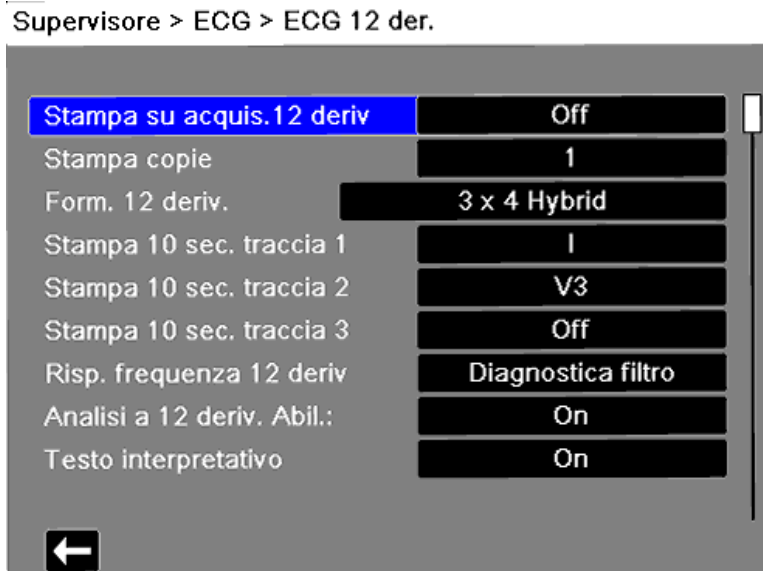 Supervisore > ECG > ECG 12 der.
Stampa su acquis.12 deriv Off
Stampa copie 1
Form. 12 deriv. 3 x 4 Hybrid
Stampa 10 sec. traccia 1 I
Stampa 10 sec. traccia 2 V3
Stampa 10 sec. traccia 3 Off
Risp. frequenza 12 deriv Diagnostica filtro
Analisi a 12 deriv. Abil.: On
Testo interpretativo On